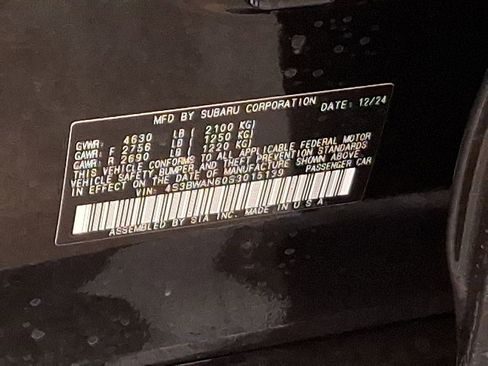 MFD BY SUBARU CORPORATION DATE: 12/24
GVWR: 4630 LB ( 2100 KG)
GAWR: F 2756 LB ( 1250 KG)
GAWR: R 2690 LB ( 1220 KG)
THIS VEHICLE CONFORMS TO ALL APPLICABLE FEDERAL MOTOR
VEHICLE SAFETY, BUMPER AND THEFT PREVENTION STANDARDS
IN EFFECT ON THE DATE OF MANUFACTURE SHOWN ABOVE.
VIN: 4S3BWAN60S3015139 PASSENGER CAR
ASSEMBLED BY SIA INC. MADE IN U S A